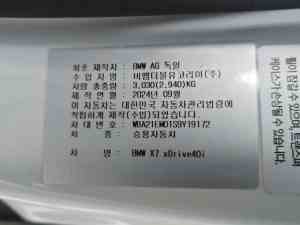 최초 제작자 : BMW AG 독일
수 입 자 : 비엠더블유코리아(주)
차량 총중량 : 3,030(2,940)KG
제 작 연 월 : 2024년 09월
이 자동차는 대한민국 자동차관리법령에
적합하게 제작(수입)되었습니다.
차 대 번 호 : WBA21EM01S9V19172
차 종 : 승용자동차
차 명 : BMW X7 xDrive40i